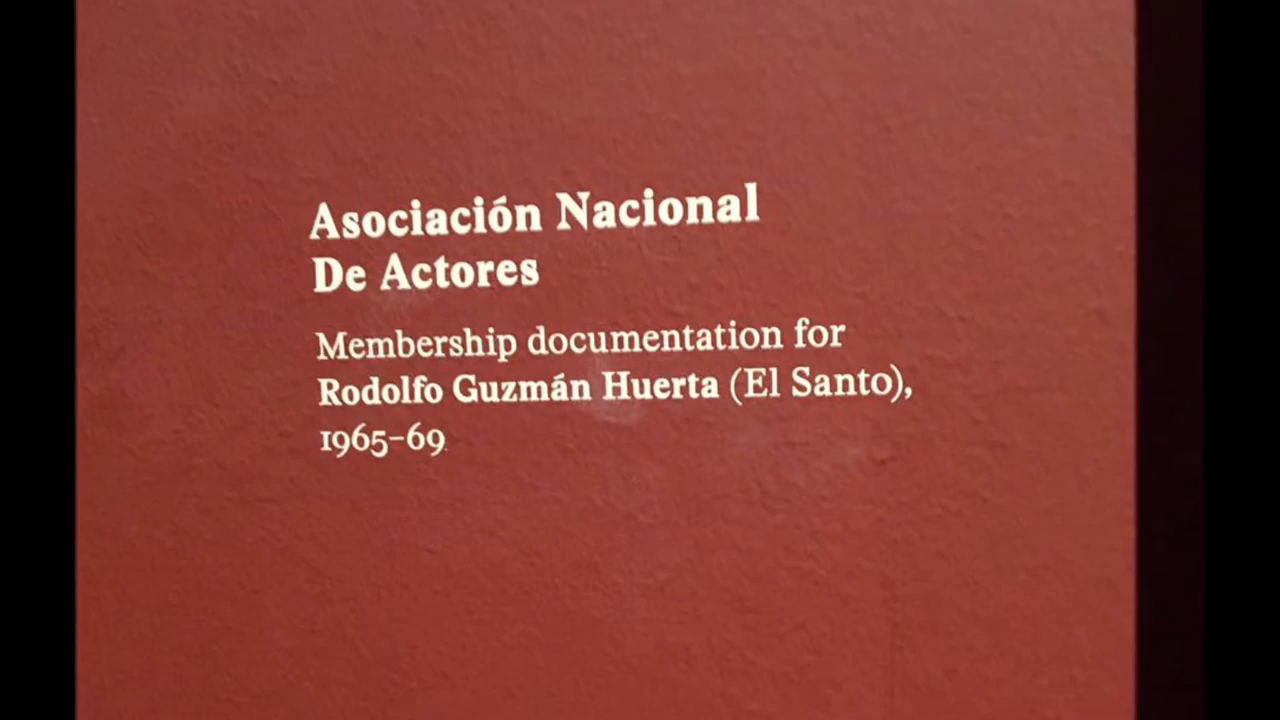 Asociación Nacional
De Actores
Membership documentation for
Rodolfo Guzmán Huerta (El Santo),
1965–69